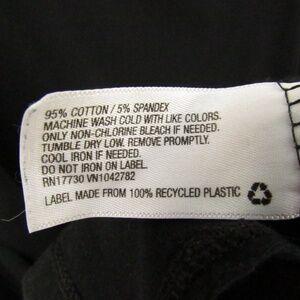 95% COTTON / 5% SPANDEX
MACHINE WASH COLD WITH LIKE COLORS.
ONLY NON-CHLORINE BLEACH IF NEEDED.
TUMBLE DRY LOW. REMOVE PROMPTLY.
COOL IRON IF NEEDED.
DO NOT IRON ON LABEL.
RN17730 VN1042782
LABEL MADE FROM 100% RECYCLED PLASTIC